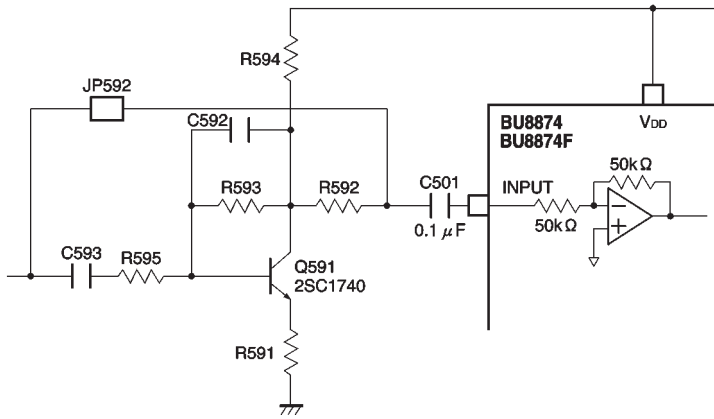 R594
JP592
C592
BU8874
BU8874F
VDD
50kΩ
R593
R592
C501
INPUT
0.1 μF
50kΩ
−
+
C593
R595
Q591
2SC1740
R591